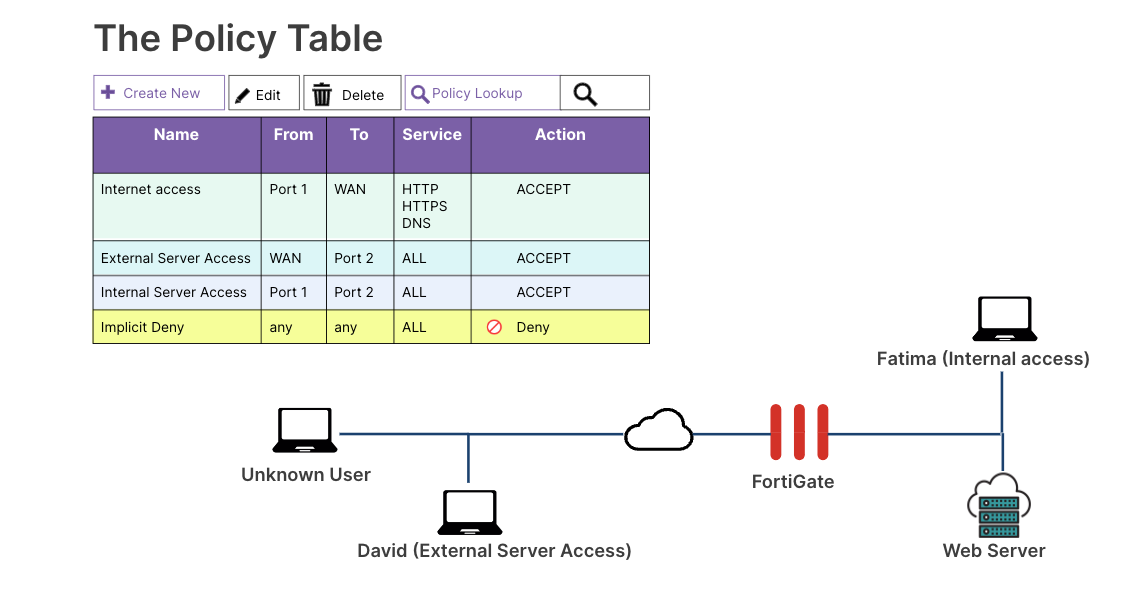 The Policy Table
Create New Edit Delete Policy Lookup
Name From To Service Action
Internet access Port 1 WAN HTTP ACCEPT
HTTPS
DNS
External Server Access WAN Port 2 ALL ACCEPT
Internal Server Access Port 1 Port 2 ALL ACCEPT
Implicit Deny any any ALL Deny
Fatima (Internal access)
Unknown User
FortiGate
David (External Server Access)
Web Server